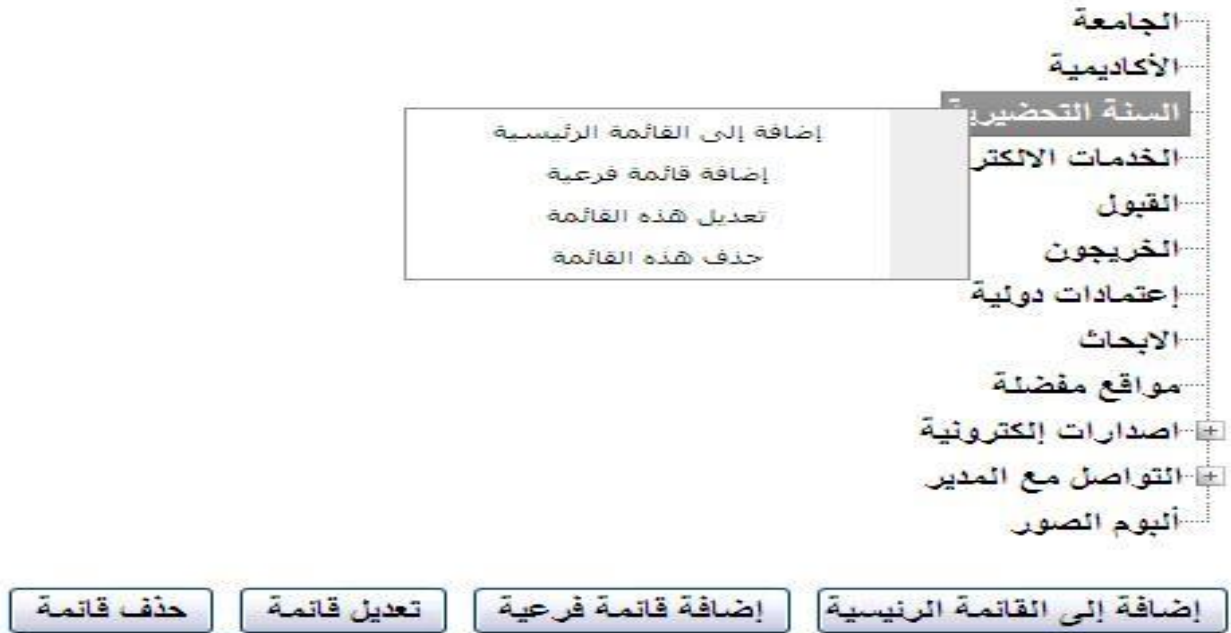 الجامعة
الأكاديمية
السنة التحضيرية
إضافة إلى القائمة الرئيسية
إضافة قائمة فرعية
تعديل هذه القائمة
حذف هذه القائمة
الخدمات الالكتر
القبول
الخريجون
إعتمادات دولية
الابحاث
مواقع مفضلة
اصدارات إلكترونية
التواصل مع المدير
ألبوم الصور
إضافة إلى القائمة الرئيسية إضافة قائمة فرعية تعديل قائمة حذف قائمة